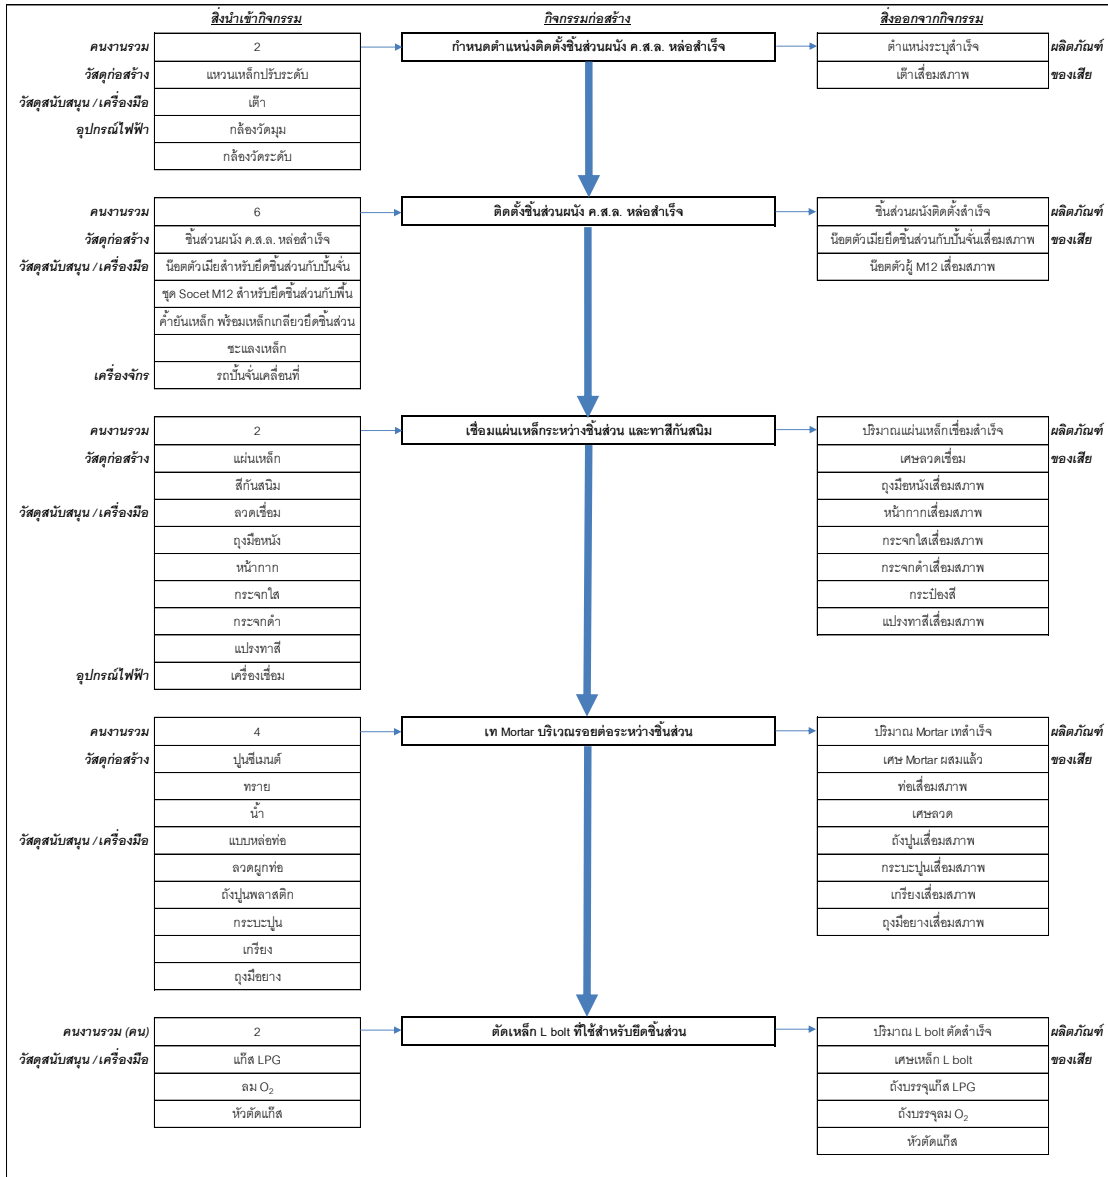 สิ่งนำเข้ากิจกรรม กิจกรรมก่อสร้าง สิ่งออกจากกิจกรรม
คนงานรวม 2 กำหนดตำแหน่งติดตั้งชิ้นส่วนผนัง ค.ส.ล. หล่อสำเร็จ ตำแหน่งระบุสำเร็จ ผลิตภัณฑ์
วัสดุก่อสร้าง แหวนเหล็กปรับระดับ เต๊าเสื่อมสภาพ ของเสีย
วัสดุสนับสนุน / เครื่องมือ เต๊า
อุปกรณ์ไฟฟ้า กล้องวัดมุม
กล้องวัดระดับ
คนงานรวม 6 ติดตั้งชิ้นส่วนผนัง ค.ส.ล. หล่อสำเร็จ ชิ้นส่วนผนังติดตั้งสำเร็จ ผลิตภัณฑ์
วัสดุก่อสร้าง ชิ้นส่วนผนัง ค.ส.ล. หล่อสำเร็จ น๊อตตัวเมียยึดชิ้นส่วนกับปั้นจั่นเสื่อมสภาพ ของเสีย
วัสดุสนับสนุน / เครื่องมือ น๊อตตัวเมียสำหรับยึดชิ้นส่วนกับปั้นจั่น น๊อตตัวผู้ M12 เสื่อมสภาพ
ชุด Socet M12 สำหรับยึดชิ้นส่วนกับพื้น
ค้ำยันเหล็ก พร้อมเหล็กเกลียวยึดชิ้นส่วน
ชะแลงเหล็ก
เครื่องจักร รถปั้นจั่นเคลื่อนที่
คนงานรวม 2 เชื่อมแผ่นเหล็กระหว่างชิ้นส่วน และทาสีกันสนิม ปริมาณแผ่นเหล็กเชื่อมสำเร็จ ผลิตภัณฑ์
วัสดุก่อสร้าง แผ่นเหล็ก เศษลวดเชื่อม ของเสีย
สีกันสนิม ถุงมือหนังเสื่อมสภาพ
วัสดุสนับสนุน / เครื่องมือ ลวดเชื่อม หน้ากากเสื่อมสภาพ
ถุงมือหนัง กระจกใสเสื่อมสภาพ
หน้ากาก กระจกดำเสื่อมสภาพ
กระจกใส กระป๋องสี
กระจกดำ แปรงทาสีเสื่อมสภาพ
แปรงทาสี
อุปกรณ์ไฟฟ้า เครื่องเชื่อม
คนงานรวม 4 เท Mortar บริเวณรอยต่อระหว่างชิ้นส่วน ปริมาณ Mortar เทสำเร็จ ผลิตภัณฑ์
วัสดุก่อสร้าง ปูนซีเมนต์ เศษ Mortar ผสมแล้ว ของเสีย
ทราย ท่อเสื่อมสภาพ
น้ำ เศษลวด
วัสดุสนับสนุน / เครื่องมือ แบบหล่อท่อ ถังปูนเสื่อมสภาพ
ลวดผูกท่อ กระบะปูนเสื่อมสภาพ
ถังปูนพลาสติก เกรียงเสื่อมสภาพ
กระบะปูน ถุงมือยางเสื่อมสภาพ
เกรียง
ถุงมือยาง
คนงานรวม (คน) 2 ตัดเหล็ก L bolt ที่ใช้สำหรับยึดชิ้นส่วน ปริมาณ L bolt ตัดสำเร็จ ผลิตภัณฑ์
วัสดุสนับสนุน / เครื่องมือ แก๊ส LPG เศษเหล็ก L bolt ของเสีย
ลม O₂ ถังบรรจุแก๊ส LPG
หัวตัดแก๊ส ถังบรรจุลม O₂
หัวตัดแก๊ส